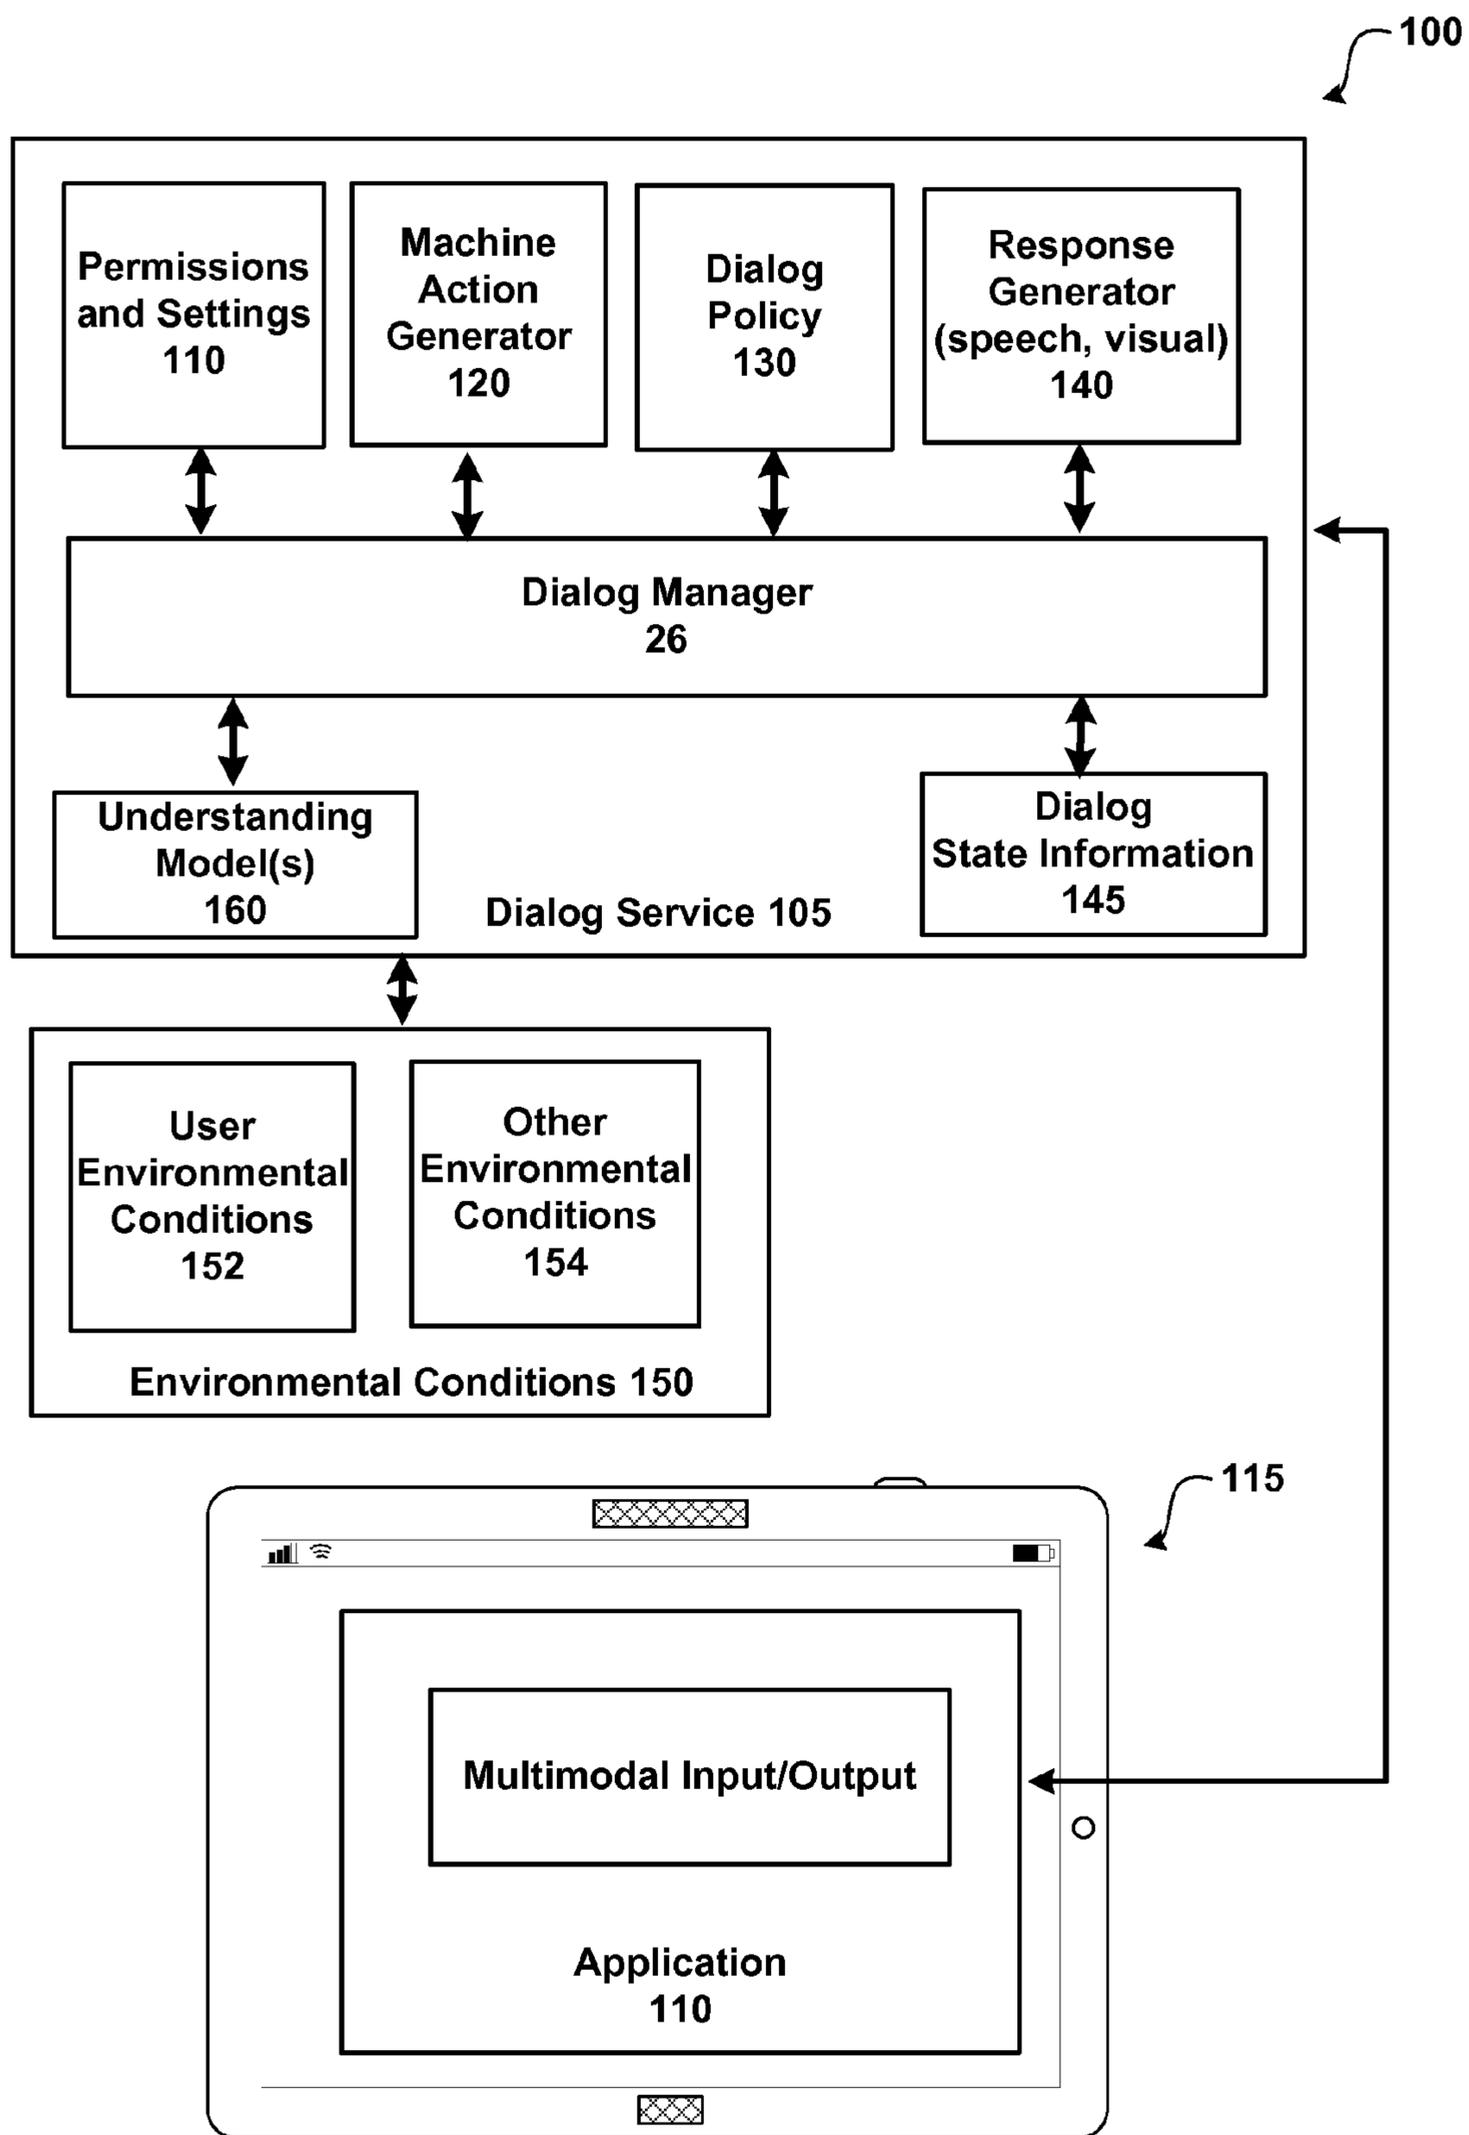 100
Permissions
and Settings
110
Machine
Action
Generator
120
Dialog
Policy
130
Response
Generator
(speech, visual)
140
Dialog Manager
26
Understanding
Model(s)
160
Dialog Service 105
Dialog
State Information
145
User
Environmental
Conditions
152
Other
Environmental
Conditions
154
Environmental Conditions 150
115
Multimodal Input/Output
Application
110